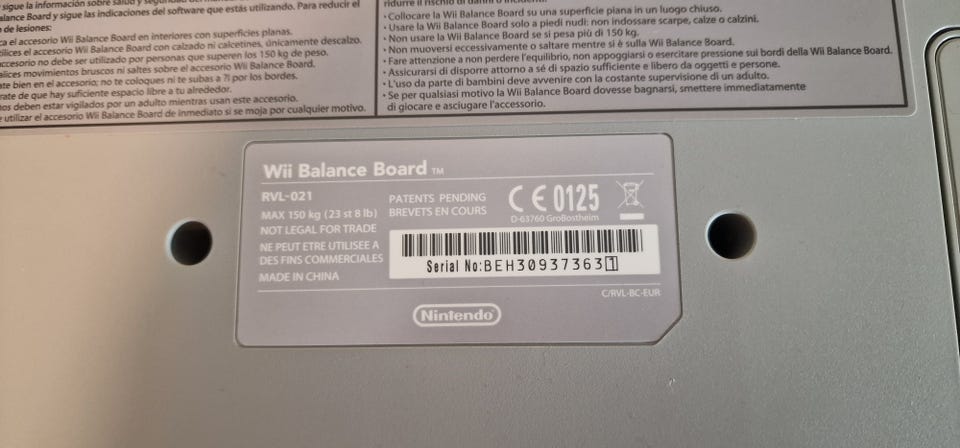 sigue la información sobre salud y seguridad del
Balance Board y sigue las indicaciones del software que estás utilizando. Para reducir el
de lesiones:
ca el accesorio Wii Balance Board en interiores con superficies planas.
ilices el accesorio Wii Balance Board con calzado ni calcetines, únicamente descalzo.
accesorio no debe ser utilizado por personas que superen los 150 kg de peso.
alices movimientos bruscos ni saltes sobre el accesorio Wii Balance Board.
ate bien en el accesorio; no te coloques ni te subas a por los bordes.
rate de que hay suficiente espacio libre a tu alrededor.
os deben estar vigilados por un adulto mientras usan este accesorio.
e utilizar el accesorio Wii Balance Board de inmediato si se moja por cualquier motivo.
ridurre il rischio di danni o incidenti:
• Collocare la Wii Balance Board su una superficie piana in un luogo chiuso.
• Usare la Wii Balance Board solo a piedi nudi: non indossare scarpe, calze o calzini.
• Non usare la Wii Balance Board se si pesa più di 150 kg.
• Non muoversi eccessivamente o saltare mentre si è sulla Wii Balance Board.
• Fare attenzione a non perdere l'equilibrio, non appoggiarsi o esercitare pressione sui bordi della Wii Balance Board.
• Assicurarsi di disporre attorno a sé di spazio sufficiente e libero da oggetti e persone.
• L'uso da parte di bambini deve avvenire con la costante supervisione di un adulto.
• Se per qualsiasi motivo la Wii Balance Board dovesse bagnarsi, smettere immediatamente
di giocare e asciugare l'accessorio.
Wii Balance Board TM
RVL-021
MAX 150 kg (23 st 8 lb)
NOT LEGAL FOR TRADE
NE PEUT ETRE UTILISEE A
DES FINS COMMERCIALES
MADE IN CHINA
PATENTS PENDING
BREVETS EN COURS
CE 0125
D-63760 Großostheim
Serial No:BEH309373631
C/RVL-BC-EUR
Nintendo